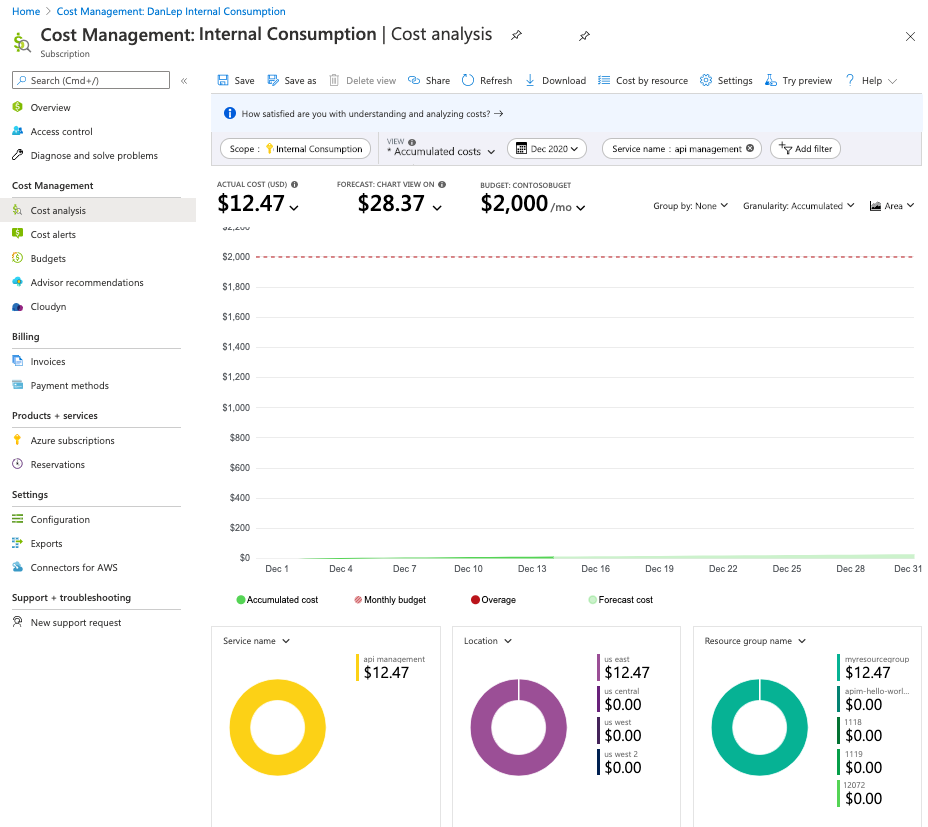 Home > Cost Management: DanLep Internal Consumption
Cost Management: Internal Consumption | Cost analysis
Subscription
Search (Cmd+/)
«
Overview
Access control
Diagnose and solve problems
Cost Management
Cost analysis
Cost alerts
Budgets
Advisor recommendations
Cloudyn
Billing
Invoices
Payment methods
Products + services
Azure subscriptions
Reservations
Settings
Configuration
Exports
Connectors for AWS
Support + troubleshooting
New support request
Save Save as Delete view Share Refresh Download Cost by resource Settings Try preview ? Help
How satisfied are you with understanding and analyzing costs? →
Scope : Internal Consumption
VIEW
* Accumulated costs
Dec 2020
Service name : api management
Add filter
ACTUAL COST (USD)
$12.47
FORECAST: CHART VIEW ON
$28.37
BUDGET: CONTOSOBUGET
$2,000 /mo
Group by: None
Granularity: Accumulated
Area
$2,200
$2,000
$1,800
$1,600
$1,400
$1,200
$1,000
$800
$600
$400
$200
$0
Dec 1 Dec 4 Dec 7 Dec 10 Dec 13 Dec 16 Dec 19 Dec 22 Dec 25 Dec 28 Dec 31
Accumulated cost Monthly budget Overage Forecast cost
Service name
api management
$12.47
Location
us east
$12.47
us central
$0.00
us west
$0.00
us west 2
$0.00
Resource group name
myresourcegroup
$12.47
apim-hello-worl...
$0.00
1118
$0.00
1119
$0.00
12072
$0.00